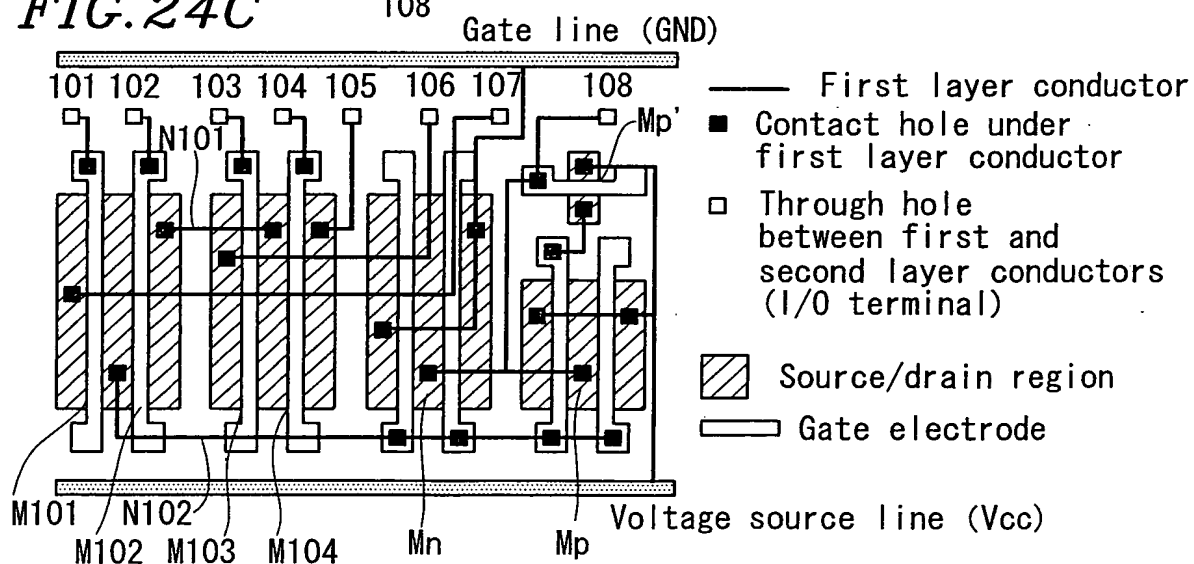 FIG.24C
108
Gate line (GND)
101 102 103 104 105 106 107 108
N101
Mp'
First layer conductor
Contact hole under
first layer conductor
Through hole
between first and
second layer conductors
(I/O terminal)
Source/drain region
Gate electrode
M101
M102
N102
M103
M104
Mn
Mp
Voltage source line (Vcc)